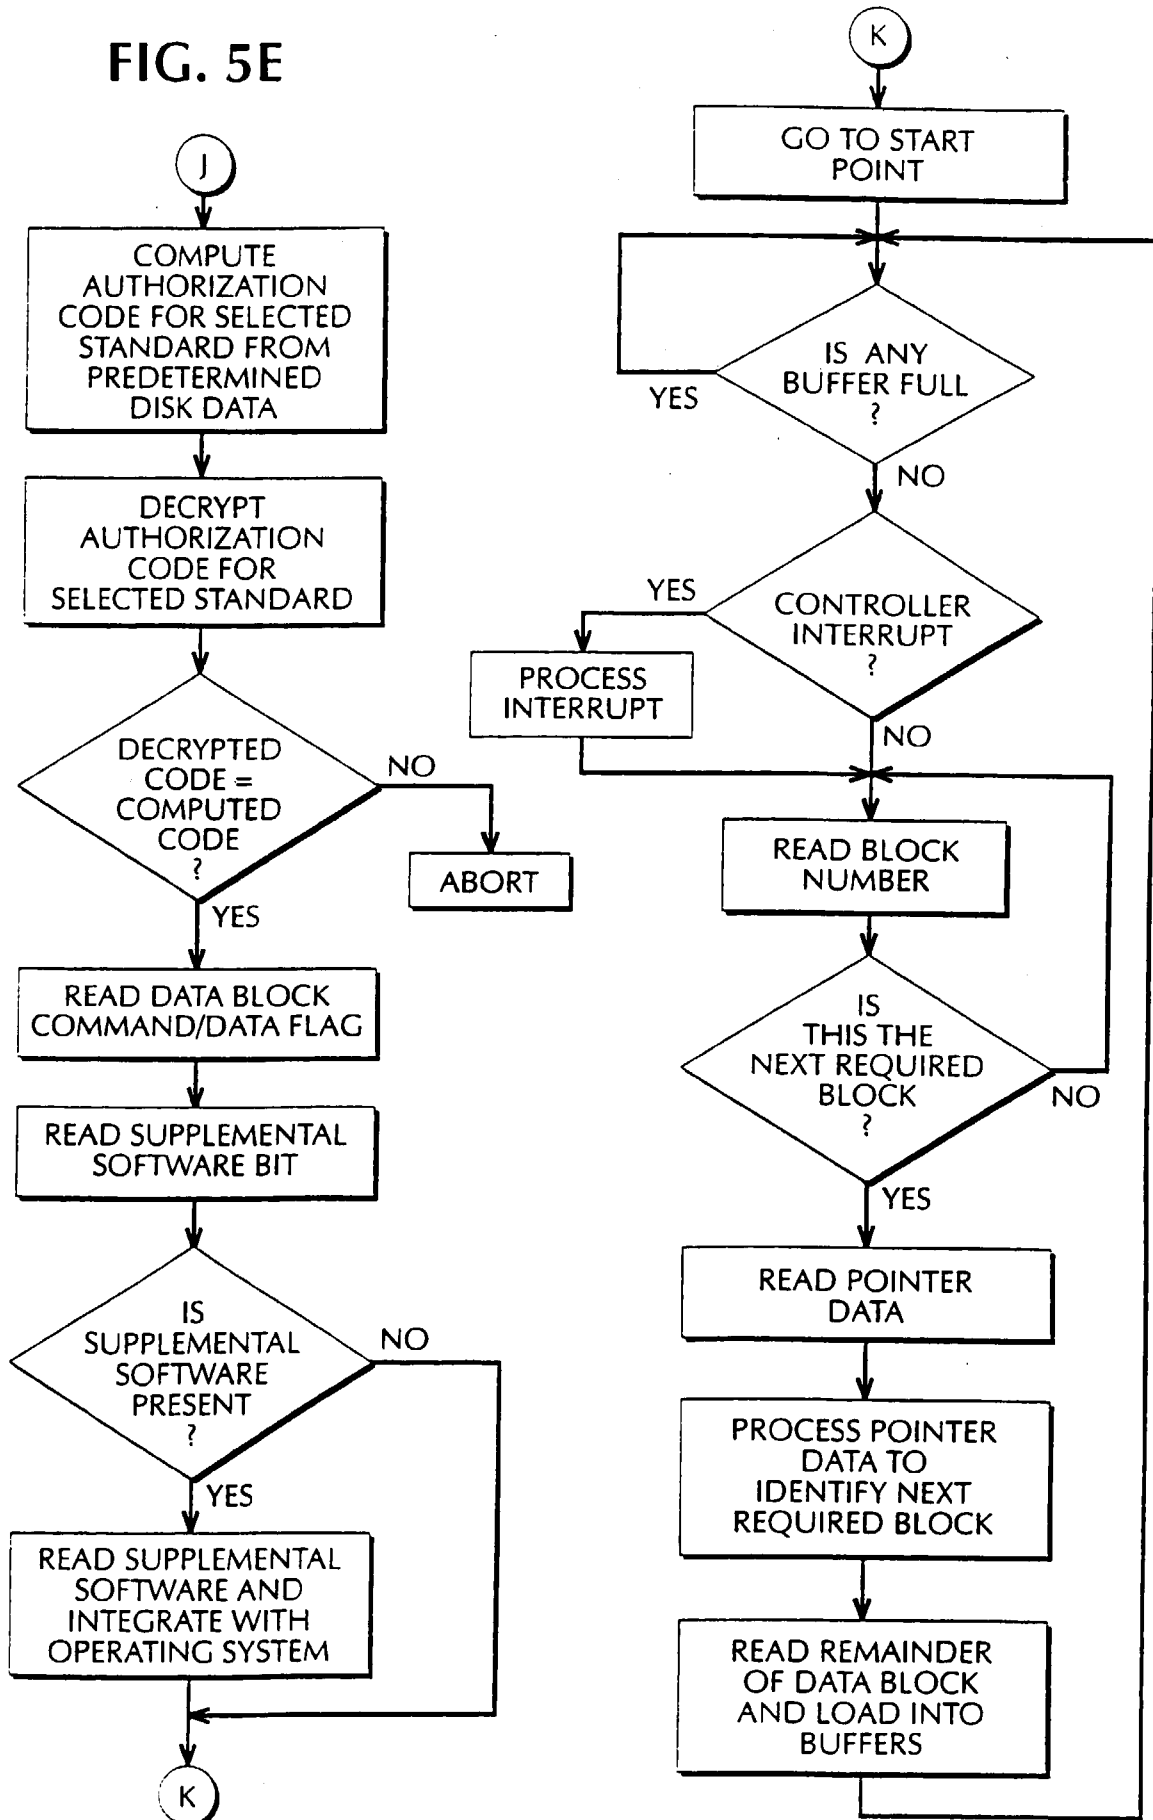 FIG. 5E
J
COMPUTE
AUTHORIZATION
CODE FOR SELECTED
STANDARD FROM
PREDETERMINED
DISK DATA
DECRYPT
AUTHORIZATION
CODE FOR
SELECTED STANDARD
DECRYPTED
CODE =
COMPUTED
CODE
?
NO
ABORT
YES
READ DATA BLOCK
COMMAND/DATA FLAG
READ SUPPLEMENTAL
SOFTWARE BIT
IS
SUPPLEMENTAL
SOFTWARE
PRESENT
?
NO
YES
READ SUPPLEMENTAL
SOFTWARE AND
INTEGRATE WITH
OPERATING SYSTEM
K
K
GO TO START
POINT
IS ANY
BUFFER FULL
?
YES
NO
CONTROLLER
INTERRUPT
?
YES
PROCESS
INTERRUPT
NO
READ BLOCK
NUMBER
IS
THIS THE
NEXT REQUIRED
BLOCK
?
NO
YES
READ POINTER
DATA
PROCESS POINTER
DATA TO
IDENTIFY NEXT
REQUIRED BLOCK
READ REMAINDER
OF DATA BLOCK
AND LOAD INTO
BUFFERS